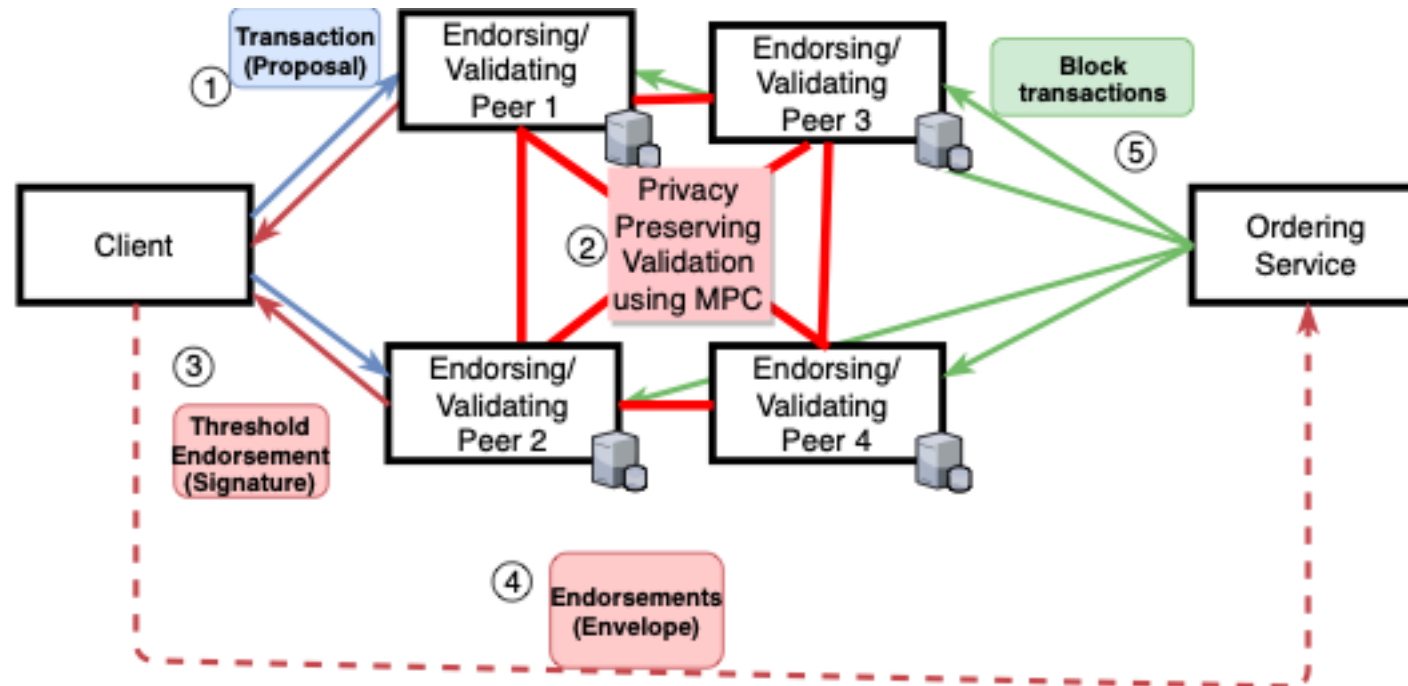 ①
Transaction
(Proposal)
Endorsing/
Validating
Peer 1
Endorsing/
Validating
Peer 3
Block
transactions
⑤
Client
②
Privacy
Preserving
Validation
using MPC
Ordering
Service
③
Threshold
Endorsement
(Signature)
Endorsing/
Validating
Peer 2
Endorsing/
Validating
Peer 4
④
Endorsements
(Envelope)